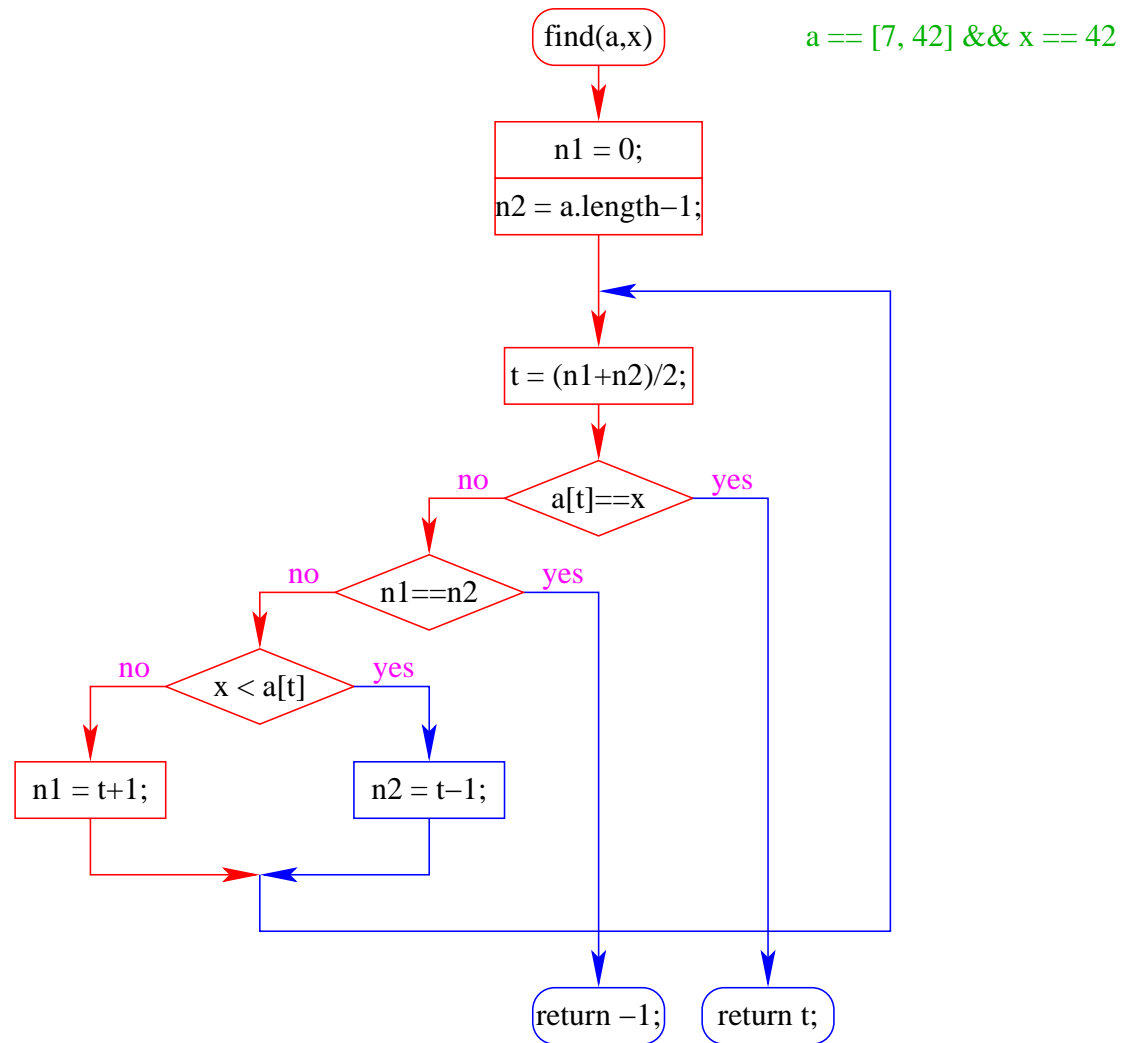 find(a,x)
a == [7, 42] && x == 42
n1 = 0;
n2 = a.length−1;
t = (n1+n2)/2;
no
yes
a[t]==x
no
yes
n1==n2
no
yes
x < a[t]
n1 = t+1;
n2 = t−1;
return −1;
return t;